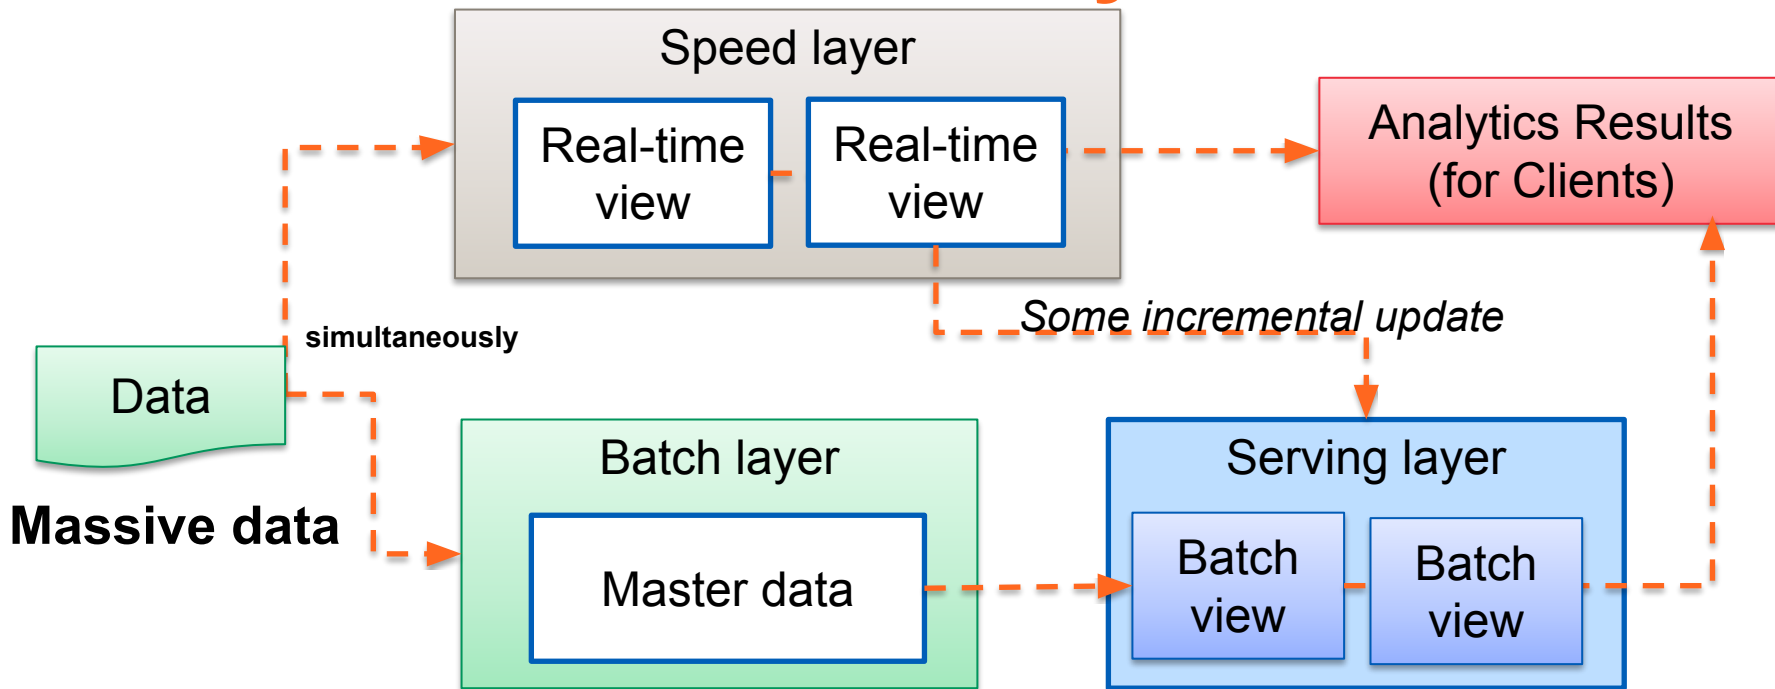 Speed layer
Real-time
view
Real-time
view
Analytics Results
(for Clients)
simultaneously
Some incremental update
Data
Massive data
Batch layer
Master data
Serving layer
Batch
view
Batch
view